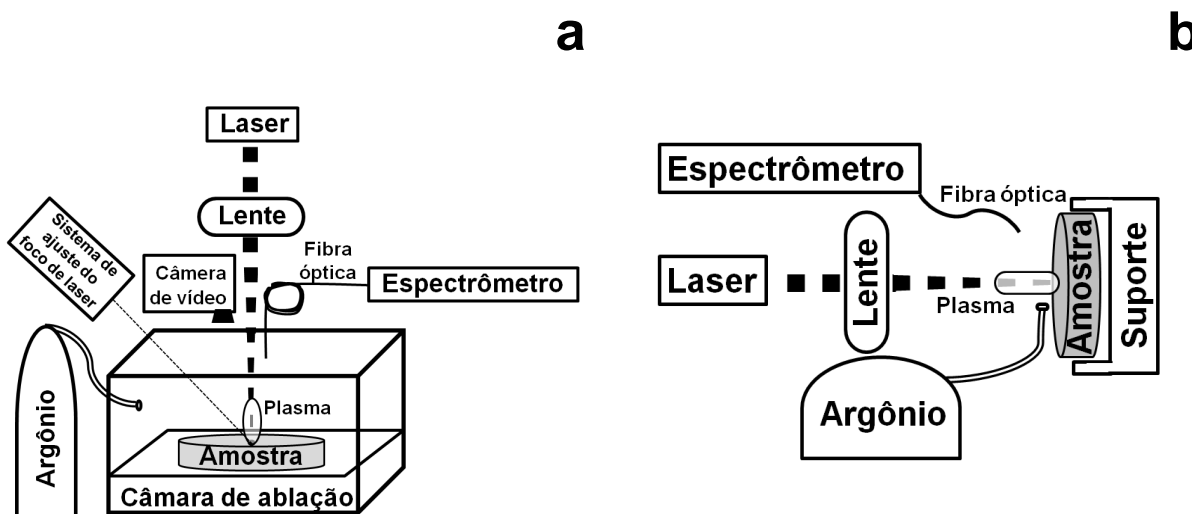 a
Laser
Lente
Sistema de
ajuste do
foco de laser
Câmera
de vídeo
Fibra
óptica
Espectrômetro
Argônio
Plasma
Amostra
Câmara de ablação
b
Espectrômetro
Fibra óptica
Laser
Lente
Plasma
Amostra
Suporte
Argônio